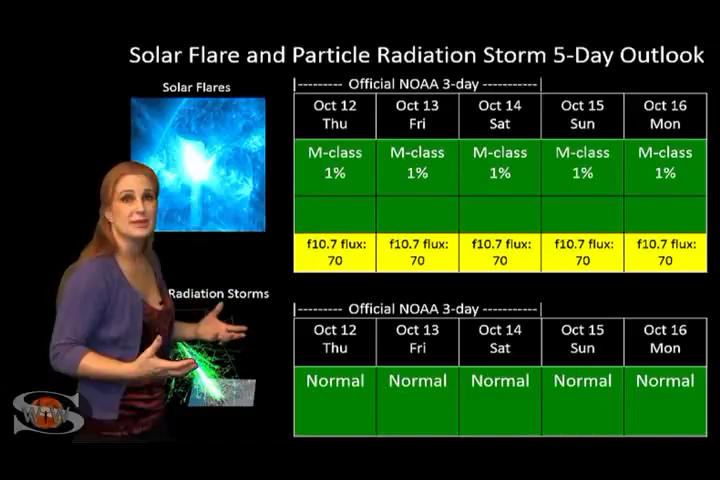 Solar Flare and Particle Radiation Storm 5-Day Outlook
Solar Flares
|--------- Official NOAA 3-day -----------|
Oct 12 Oct 13 Oct 14 Oct 15 Oct 16
Thu Fri Sat Sun Mon
M-class M-class M-class M-class M-class
1% 1% 1% 1% 1%
f10.7 flux: f10.7 flux: f10.7 flux: f10.7 flux: f10.7 flux:
70 70 70 70 70
Radiation Storms
|--------- Official NOAA 3-day -----------|
Oct 12 Oct 13 Oct 14 Oct 15 Oct 16
Thu Fri Sat Sun Mon
Normal Normal Normal Normal Normal